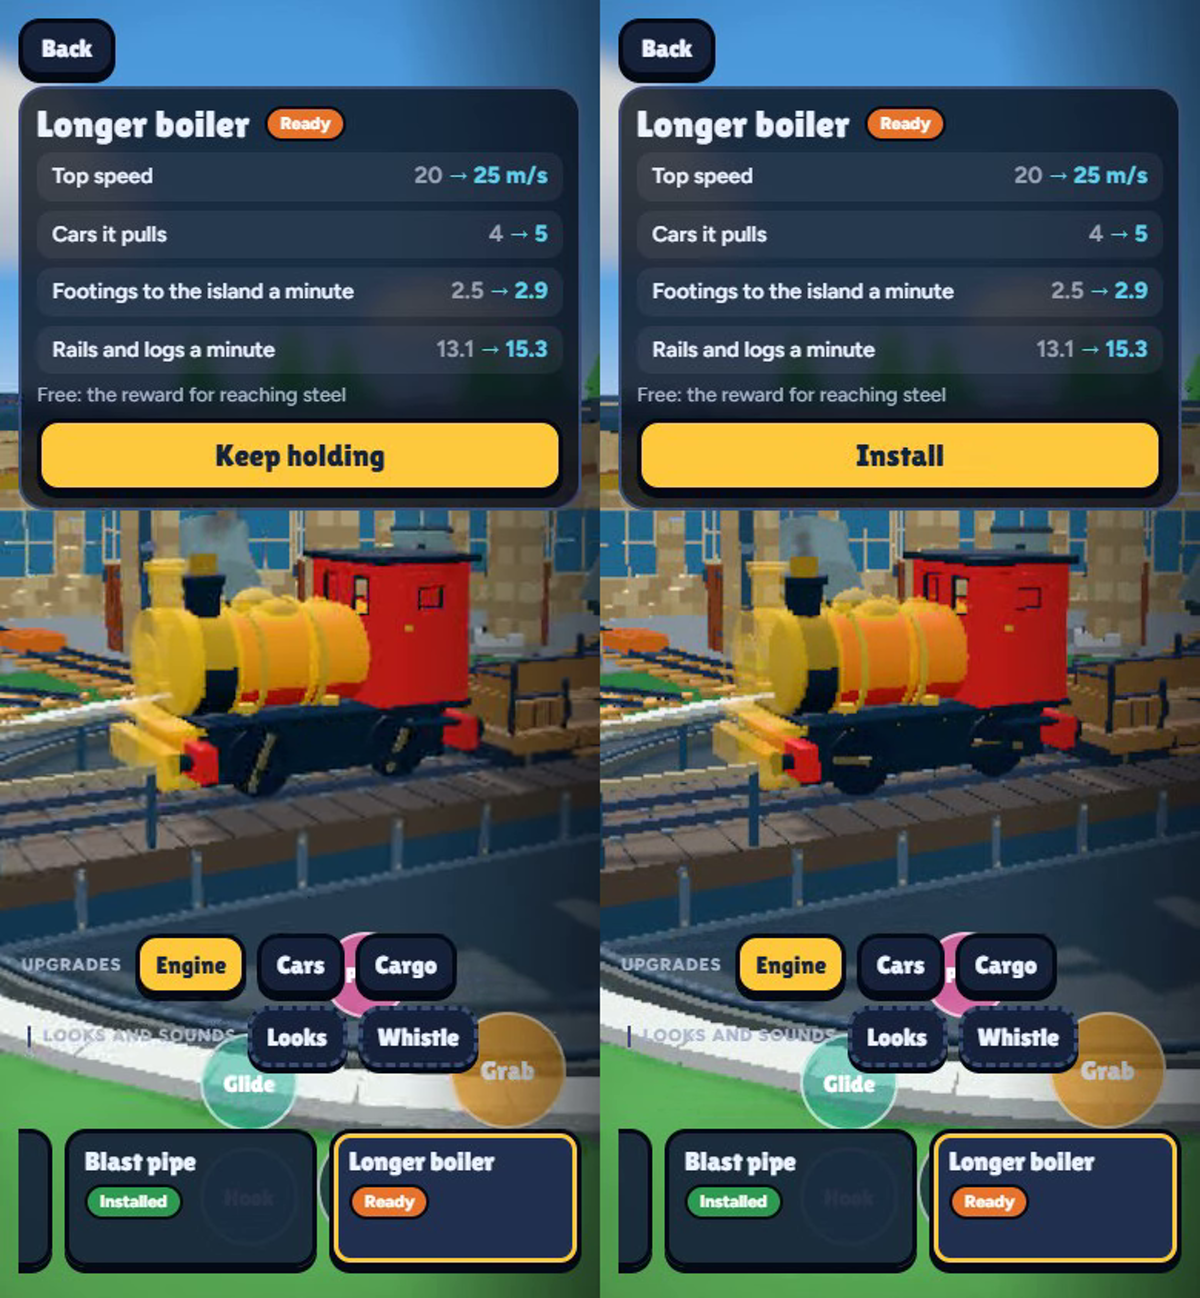 Back
Longer boiler Ready
Top speed 20 → 25 m/s
Cars it pulls 4 → 5
Footings to the island a minute 2.5 → 2.9
Rails and logs a minute 13.1 → 15.3
Free: the reward for reaching steel
Keep holding
UPGRADES Engine Cars Cargo
LOOKS AND SOUNDS Looks Whistle
Glide Grab
Blast pipe Longer boiler
Installed Hook Ready
Back
Longer boiler Ready
Top speed 20 → 25 m/s
Cars it pulls 4 → 5
Footings to the island a minute 2.5 → 2.9
Rails and logs a minute 13.1 → 15.3
Free: the reward for reaching steel
Install
UPGRADES Engine Cars Cargo
LOOKS AND SOUNDS Looks Whistle
Glide Grab
Blast pipe Longer boiler
Installed Hook Ready